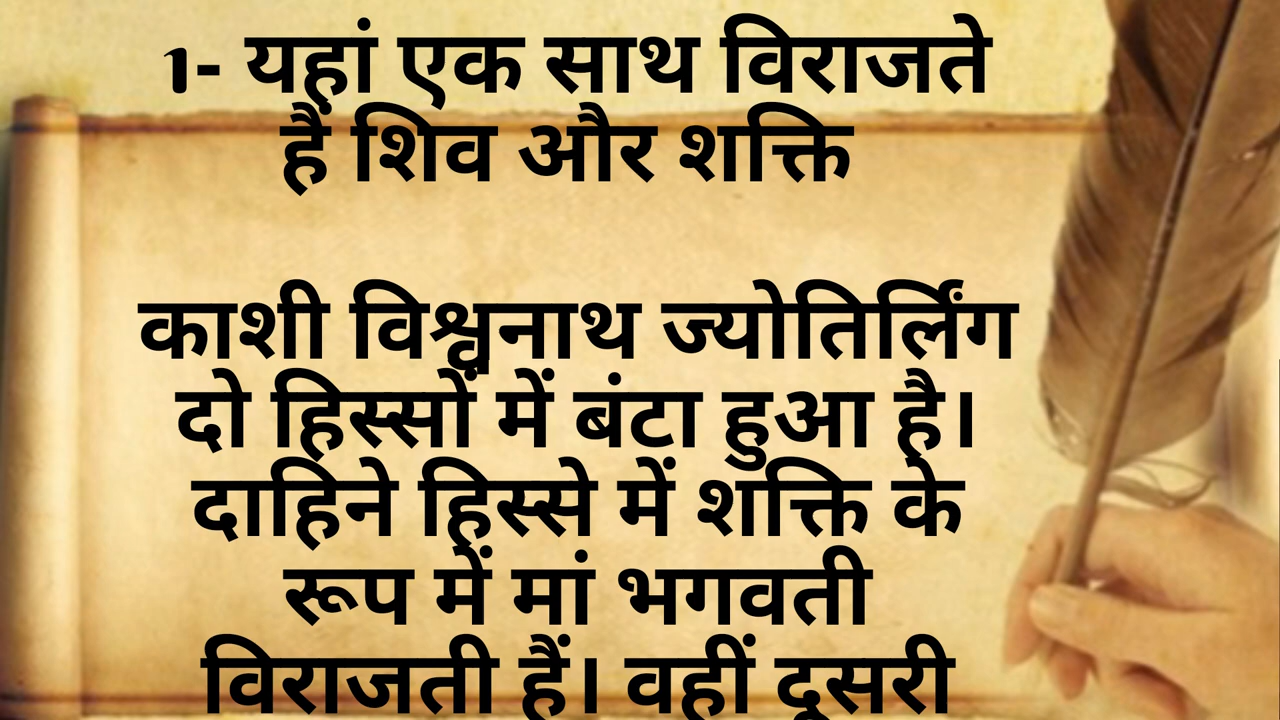 1- यहां एक साथ विराजते
हैं शिव और शक्ति
काशी विश्वनाथ ज्योतिर्लिंग
दो हिस्सों में बंटा हुआ है।
दाहिने हिस्से में शक्ति के
रूप में मां भगवती
विराजती हैं। वहीं दूसरी